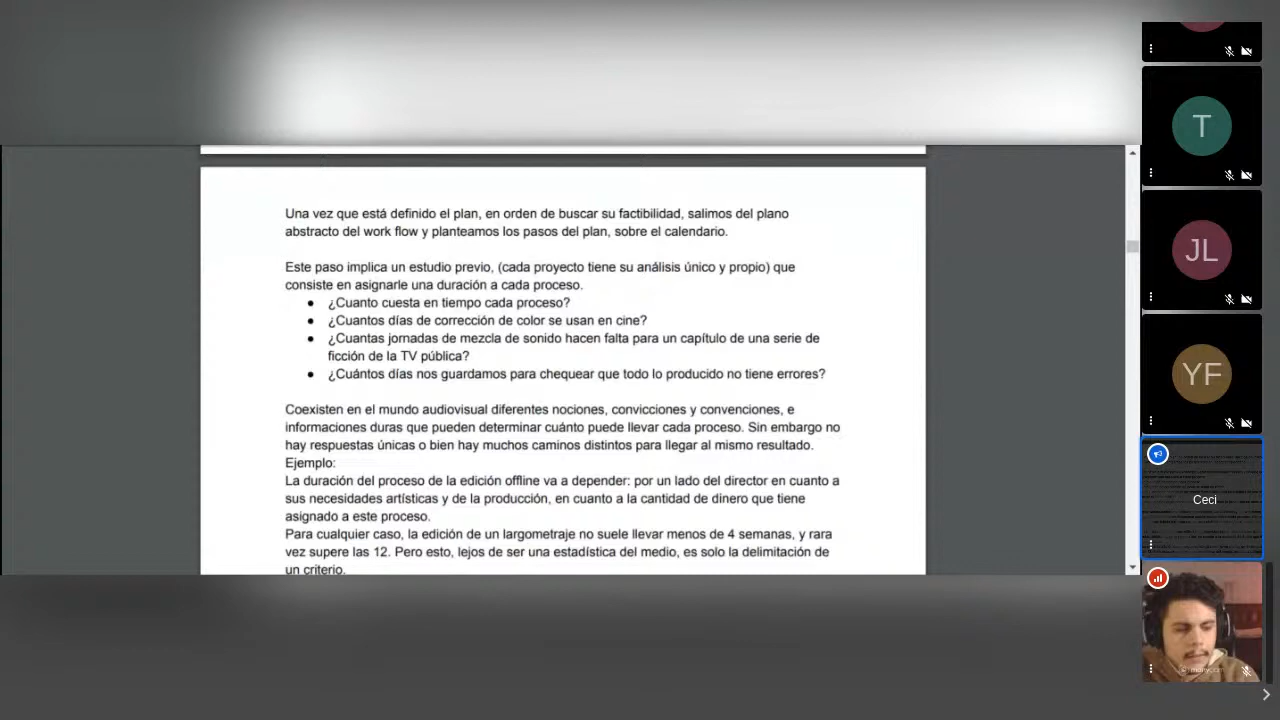 Una vez que está definido el plan, en orden de buscar su factibilidad, salimos del plano
abstracto del work flow y planteamos los pasos del plan, sobre el calendario.
Este paso implica un estudio previo, (cada proyecto tiene su análisis único y propio) que
consiste en asignarle una duración a cada proceso.
● ¿Cuanto cuesta en tiempo cada proceso?
● ¿Cuantos días de corrección de color se usan en cine?
● ¿Cuantas jornadas de mezcla de sonido hacen falta para un capítulo de una serie de
ficción de la TV pública?
● ¿Cuántos días nos guardamos para chequear que todo lo producido no tiene errores?
Coexisten en el mundo audiovisual diferentes nociones, convicciones y convenciones, e
informaciones duras que pueden determinar cuánto puede llevar cada proceso. Sin embargo no
hay respuestas únicas o bien hay muchos caminos distintos para llegar al mismo resultado.
Ejemplo:
La duración del proceso de la edición offline va a depender: por un lado del director en cuanto a
sus necesidades artísticas y de la producción, en cuanto a la cantidad de dinero que tiene
asignado a este proceso.
Para cualquier caso, la edición de un largometraje no suele llevar menos de 4 semanas, y rara
vez supere las 12. Pero esto, lejos de ser una estadística del medio, es solo la delimitación de
un criterio.
T
JL
YF
Ceci